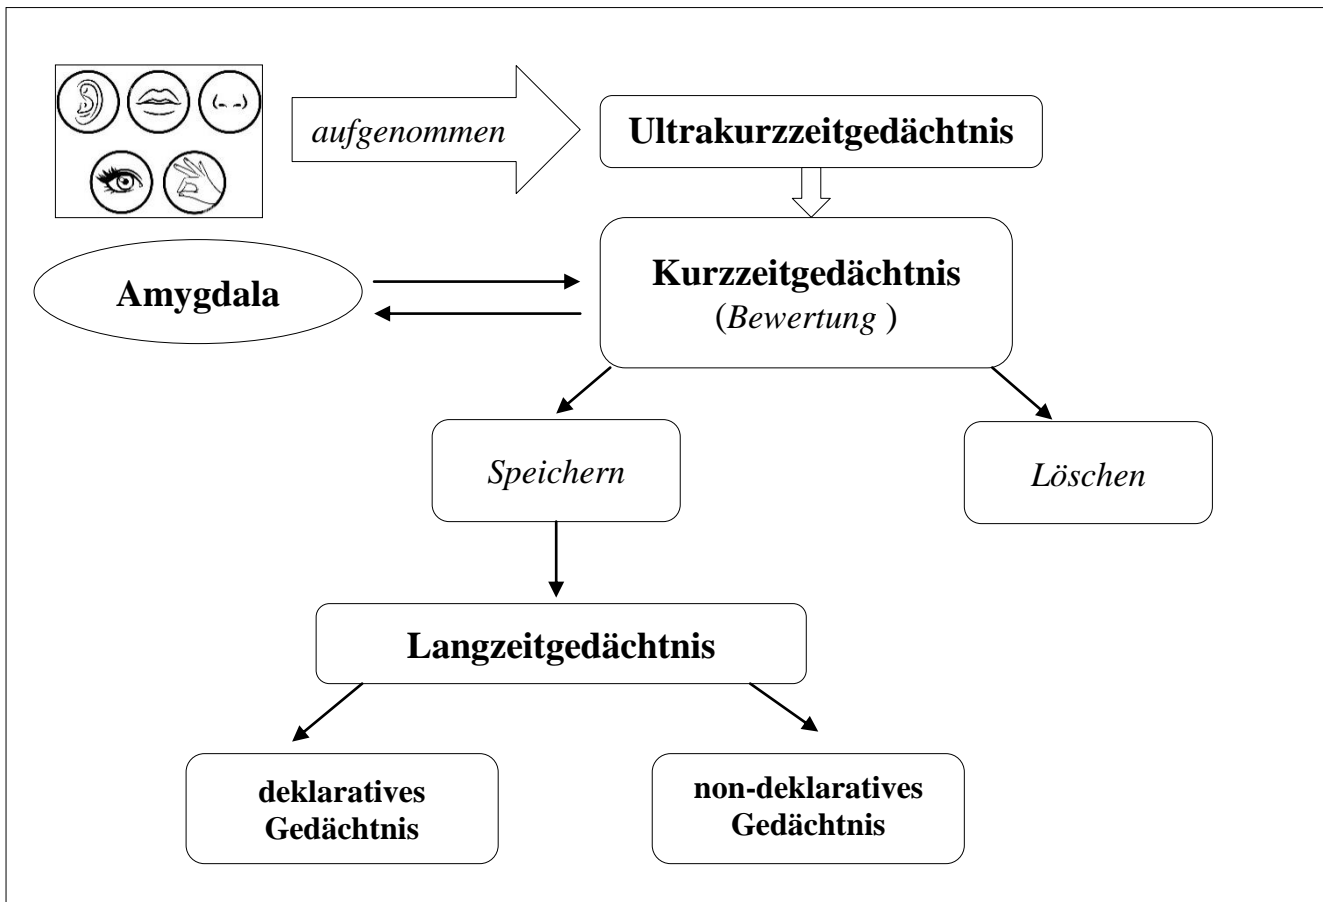 aufgenommen
Ultrakurzzeitgedächtnis
Amygdala
Kurzzeitgedächtnis
(Bewertung )
Speichern
Löschen
Langzeitgedächtnis
deklaratives
Gedächtnis
non-deklaratives
Gedächtnis